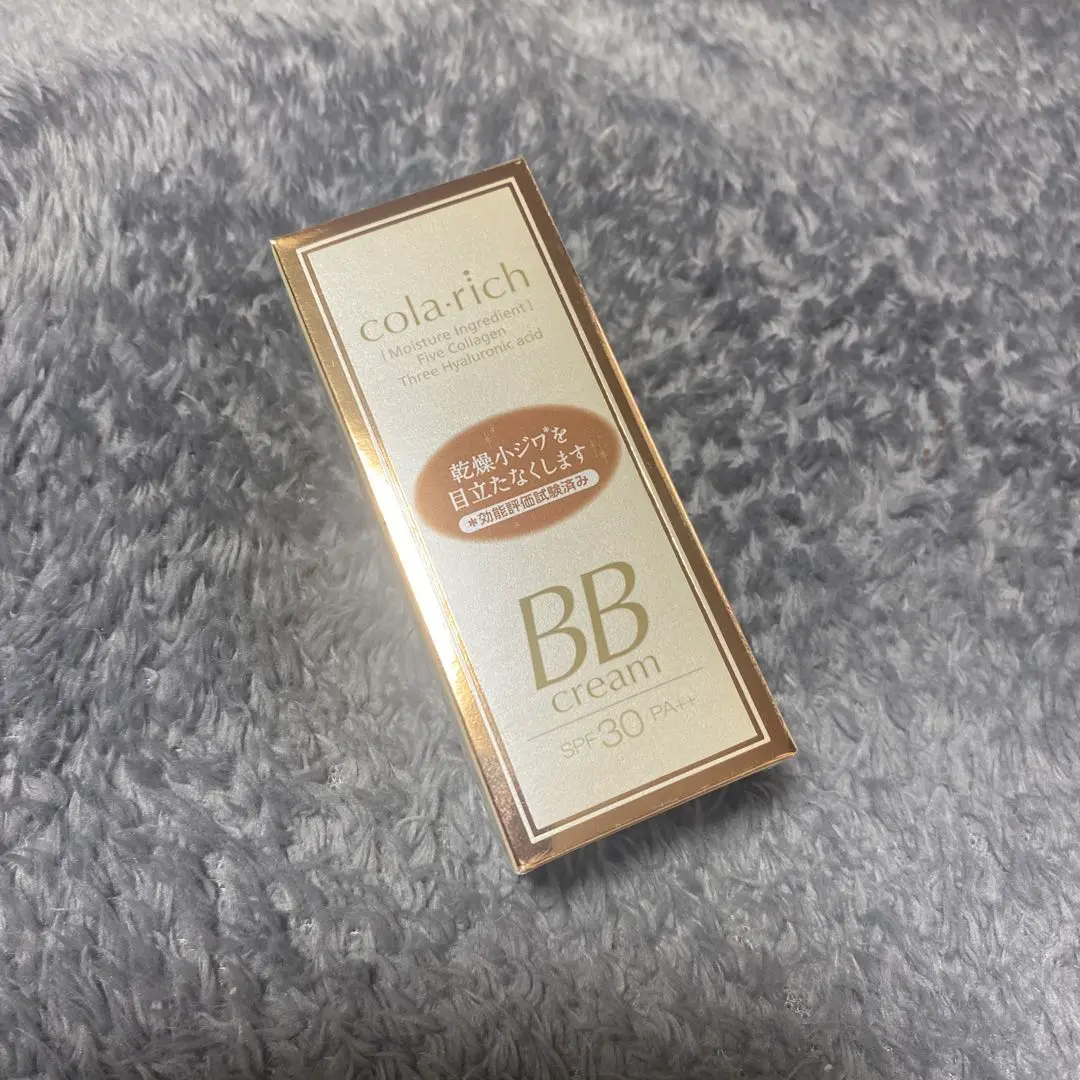 cola·rich
[ Moisture Ingredient ]
Five Collagen
Three Hyaluronic acid
乾燥小ジワ*を
目立たなくします
*効能評価試験済み
BB
cream
SPF30 PA++